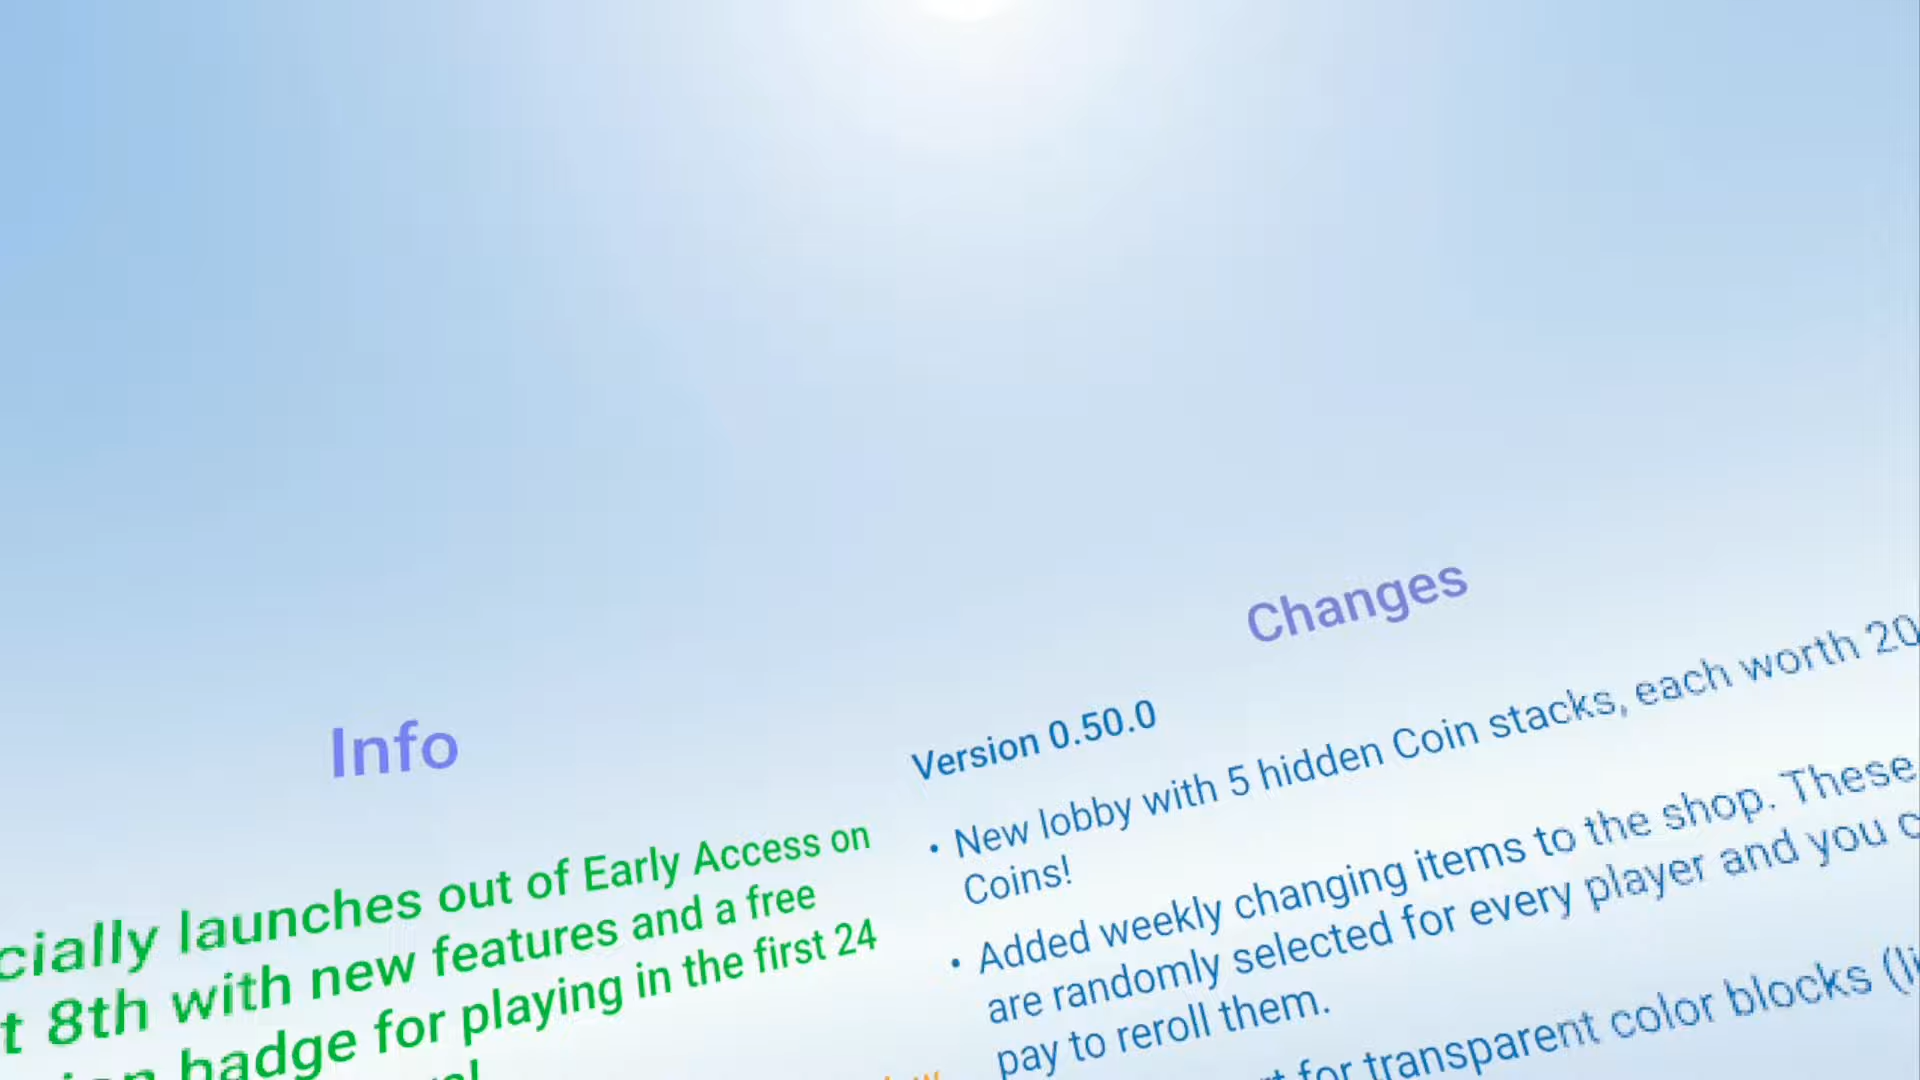 Info
launches out of Early Access on
8th with new features and a free
badge for playing in the first 24
Changes
Version 0.50.0
• New lobby with 5 hidden Coin stacks, each worth 20
Coins!
• Added weekly changing items to the shop. These
are randomly selected for every player and you
pay to reroll them.
for transparent color blocks